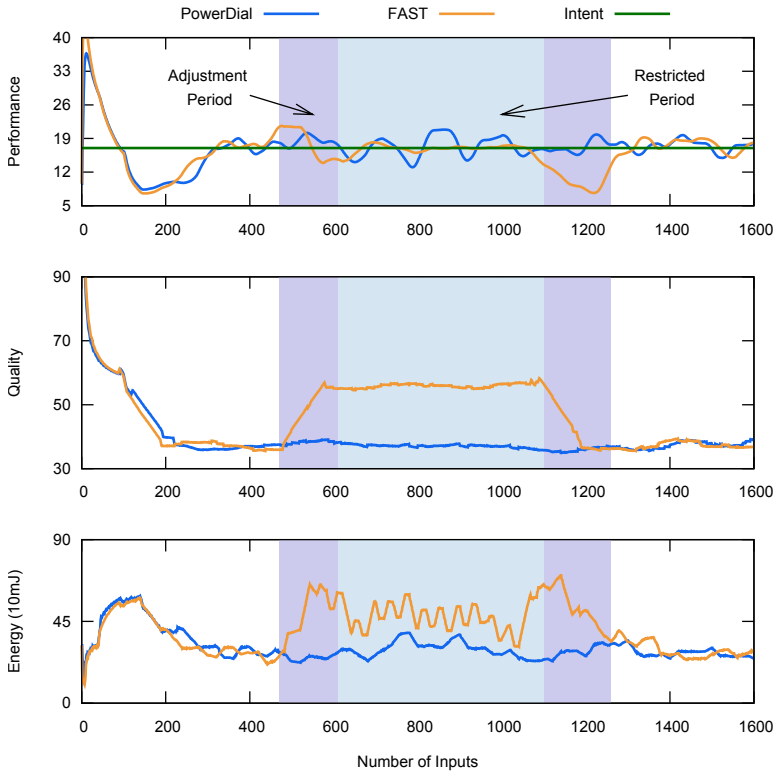 PowerDial FAST Intent
40
33
26
19
12
5
Performance
Adjustment
Period
Restricted
Period
0 200 400 600 800 1000 1200 1400 1600
90
70
50
30
Quality
0 200 400 600 800 1000 1200 1400 1600
90
45
0
Energy (10mJ)
0 200 400 600 800 1000 1200 1400 1600
Number of Inputs